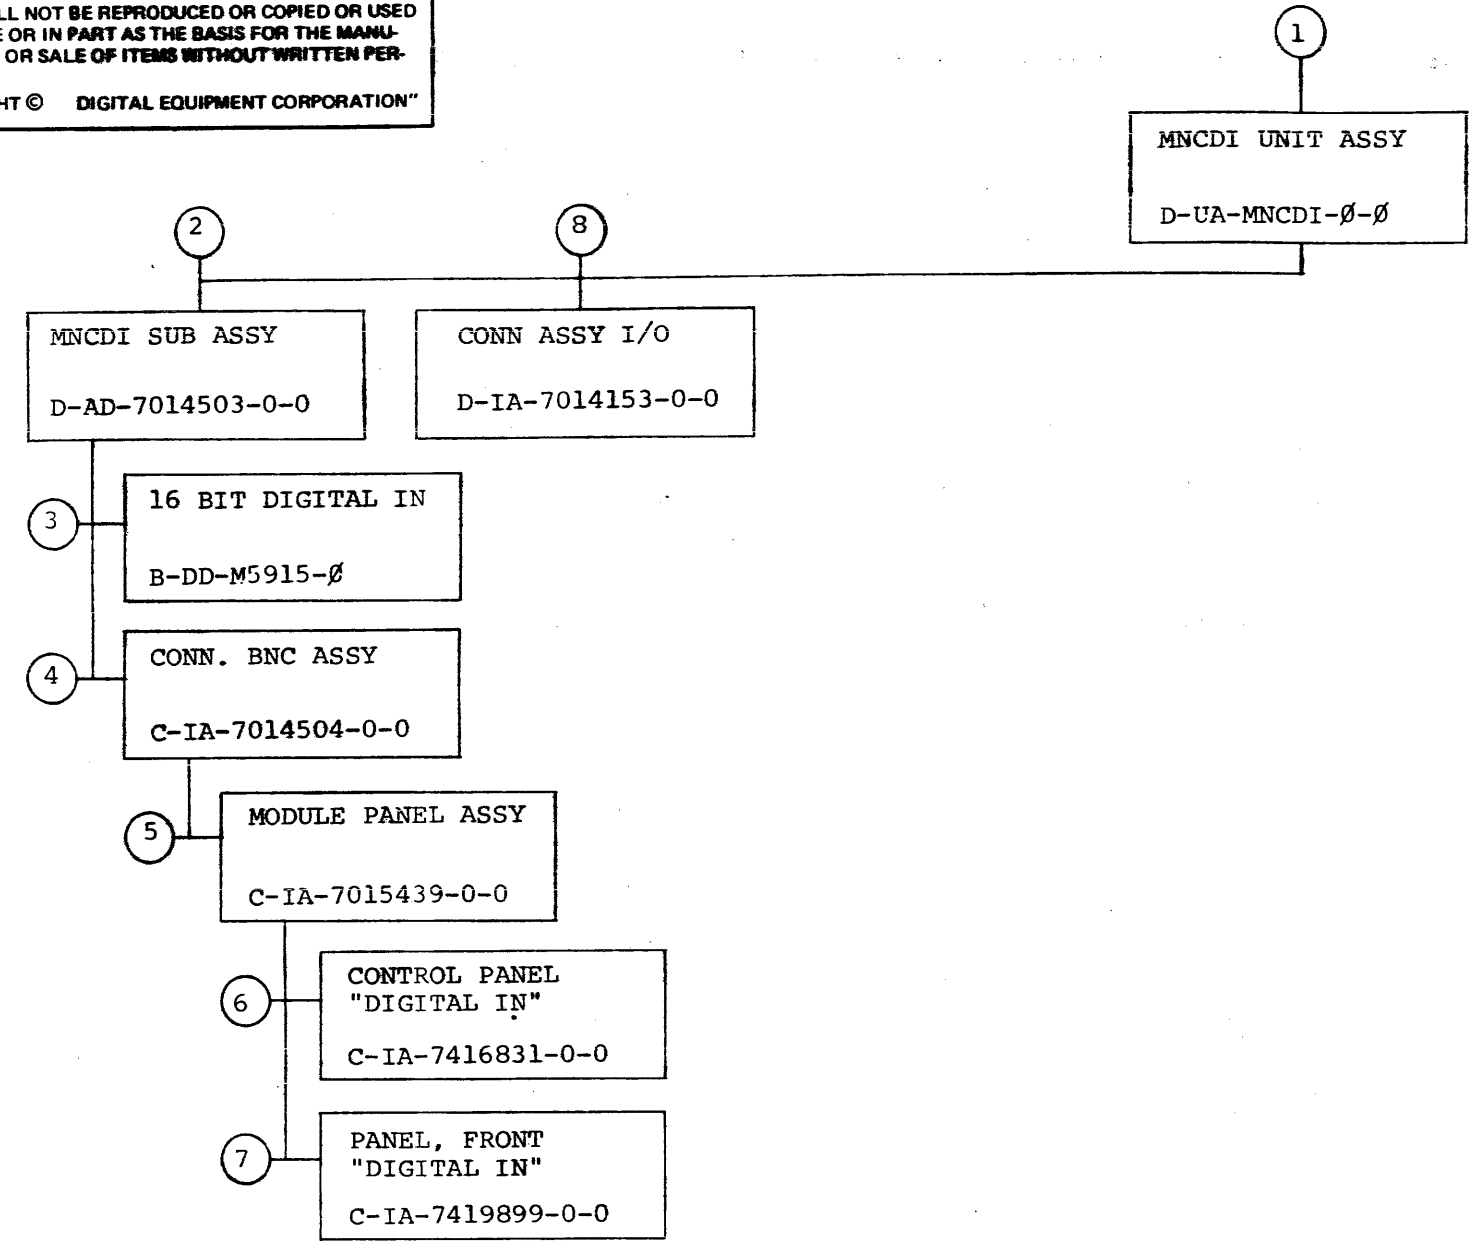 LL NOT BE REPRODUCED OR COPIED OR USED
E OR IN PART AS THE BASIS FOR THE MANU-
OR SALE OF ITEMS WITHOUT WRITTEN PER-
HT © DIGITAL EQUIPMENT CORPORATION"
1
MNCDI UNIT ASSY
D-UA-MNCDI-Ø-Ø
2
8
MNCDI SUB ASSY
D-AD-7014503-0-0
CONN ASSY I/O
D-IA-7014153-0-0
3
16 BIT DIGITAL IN
B-DD-M5915-Ø
4
CONN. BNC ASSY
C-IA-7014504-0-0
5
MODULE PANEL ASSY
C-IA-7015439-0-0
6
CONTROL PANEL
"DIGITAL IN"
C-IA-7416831-0-0
7
PANEL, FRONT
"DIGITAL IN"
C-IA-7419899-0-0